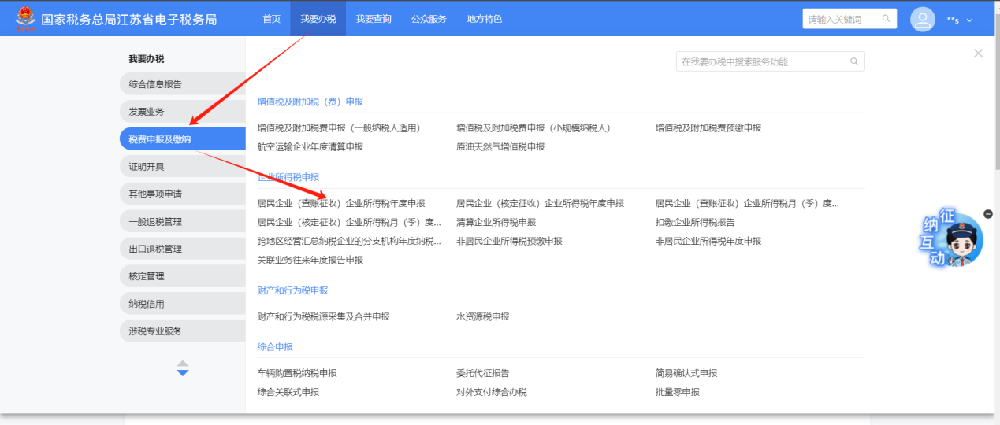 国家税务总局江苏省电子税务局 首页 我要办税 我要查询 公众服务 地方特色 请输入关键词 **s
我要办税
在我要办税中搜索服务功能
综合信息报告
发票业务
税费申报及缴纳
证明开具
其他事项申请
一般退税管理
出口退税管理
核定管理
纳税信用
涉税专业服务
增值税及附加税（费）申报
增值税及附加税费申报（一般纳税人适用） 增值税及附加税费申报（小规模纳税人） 增值税及附加税费预缴申报
航空运输企业年度清算申报 原油天然气增值税申报
企业所得税申报
居民企业（查账征收）企业所得税年度申报 居民企业（核定征收）企业所得税年度申报 居民企业（查账征收）企业所得税月（季）度...
居民企业（核定征收）企业所得税月（季）度... 清算企业所得税申报 扣缴企业所得税报告
跨地区经营汇总纳税企业的分支机构年度纳税... 非居民企业所得税预缴申报 非居民企业所得税年度申报
关联业务往来年度报告申报
财产和行为税申报
财产和行为税税源采集及合并申报 水资源税申报
综合申报
车辆购置税纳税申报 委托代征报告 简易确认式申报
综合关联式申报 对外支付综合办税 批量零申报
征纳互动